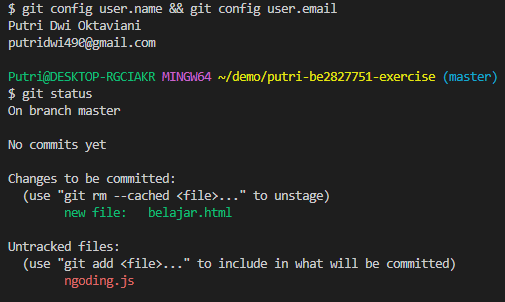 $ git config user.name && git config user.email
Putri Dwi Oktaviani
putridwi490@gmail.com
Putri@DESKTOP-RGCIAKR MINGW64 ~/demo/putri-be2827751-exercise (master)
$ git status
On branch master
No commits yet
Changes to be committed:
(use "git rm --cached <file>..." to unstage)
new file: belajar.html
Untracked files:
(use "git add <file>..." to include in what will be committed)
ngoding.js